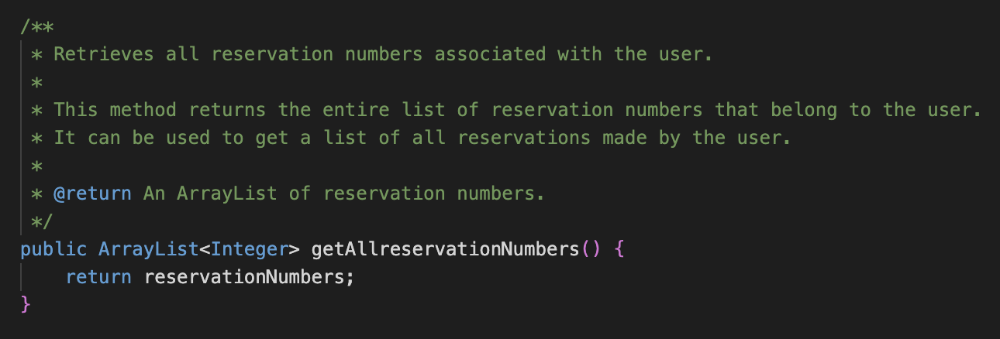 /**
* Retrieves all reservation numbers associated with the user.
*
* This method returns the entire list of reservation numbers that belong to the user.
* It can be used to get a list of all reservations made by the user.
*
* @return An ArrayList of reservation numbers.
*/
public ArrayList<Integer> getAllreservationNumbers() {
    return reservationNumbers;
}